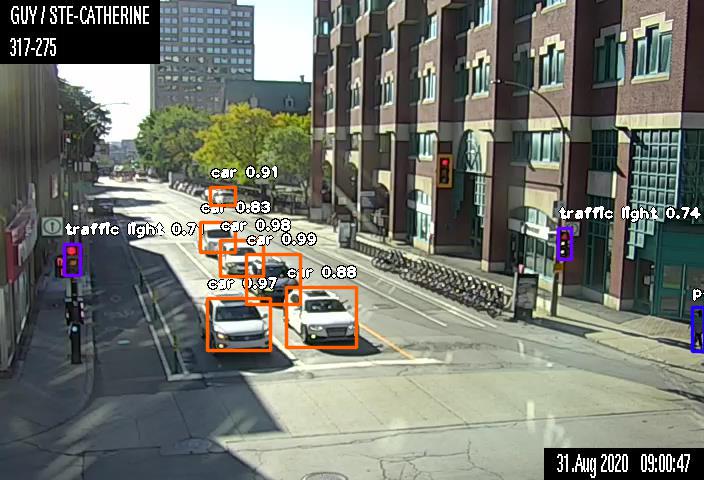 GUY / STE-CATHERINE
317-275
car 0.91
car 0.83
car 0.98
car 0.99
car 0.88
car 0.97
traffic light 0.7
traffic light 0.74
p
31.Aug 2020 09:00:47